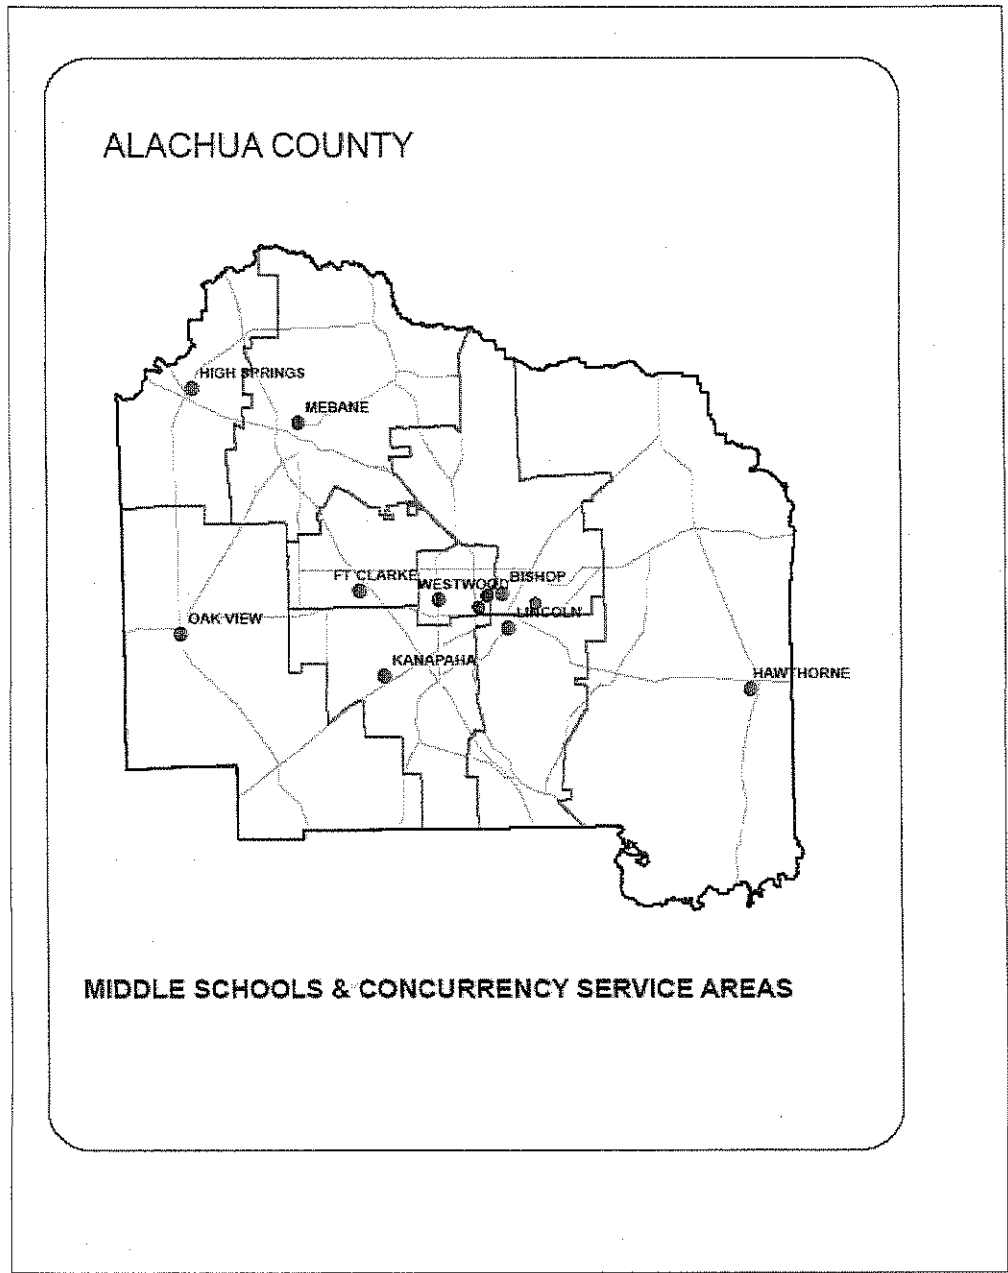 ALACHUA COUNTY
HIGH SPRINGS
MEBANE
FT CLARKE
WESTWOOD
BISHOP
OAK VIEW
LINCOLN
KANAPAHA
HAWTHORNE
MIDDLE SCHOOLS & CONCURRENCY SERVICE AREAS